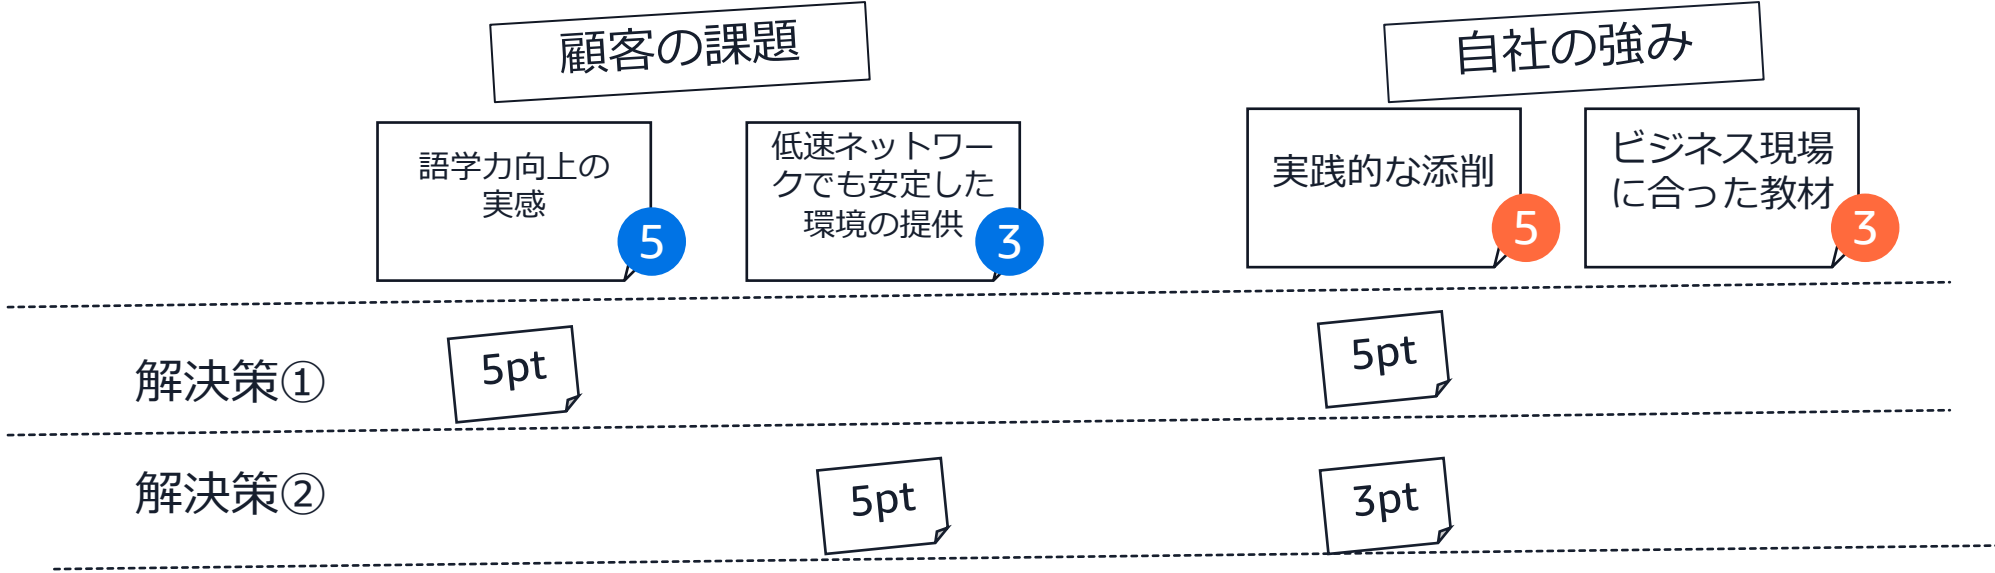 顧客の課題
自社の強み
語学力向上の
実感
5
低速ネットワー
クでも安定した
環境の提供
3
実践的な添削
5
ビジネス現場
に合った教材
3
解決策①
5pt
5pt
解決策②
5pt
3pt